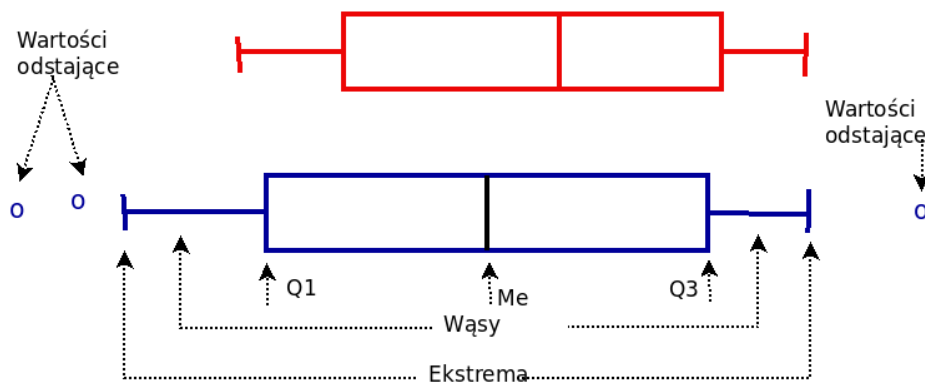 Wartości
odstające
Wartości
odstające
o
o
o
Q1
Me
Q3
Wąsy
Ekstrema